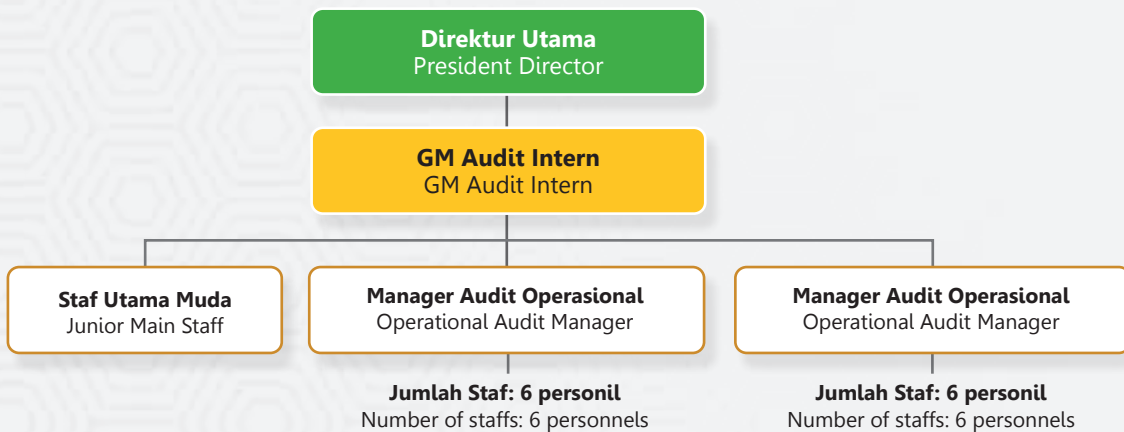 Direktur Utama
President Director
GM Audit Intern
GM Audit Intern
Staf Utama Muda
Junior Main Staff
Manager Audit Operasional
Operational Audit Manager
Manager Audit Operasional
Operational Audit Manager
Jumlah Staf: 6 personil
Number of staffs: 6 personnels
Jumlah Staf: 6 personil
Number of staffs: 6 personnels